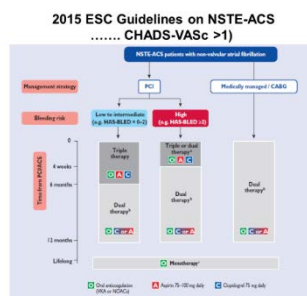 2015 ESC Guidelines on NSTE-ACS
....... CHADS-VASc >1)
NSTE-ACS patients with non-valvular atrial fibrillation
Management strategy
PCI
Medically managed / CABG
Bleeding risk
Low to intermediate
(e.g. HAS-BLED = 0–2)
High
(e.g. HAS-BLED ≥3)
Time from PCI/ACS
0
4 weeks
6 months
12 months
Lifelong
Triple
therapy
O A C
Dual
therapy
O C or A
Triple or dual
therapy
O A C
Dual
therapy
O C or A
Dual
therapy
O C or A
O Monotherapy
O Oral anticoagulation
(VKA or NOACs)
A Aspirin 75–100 mg daily
C Clopidogrel 75 mg daily